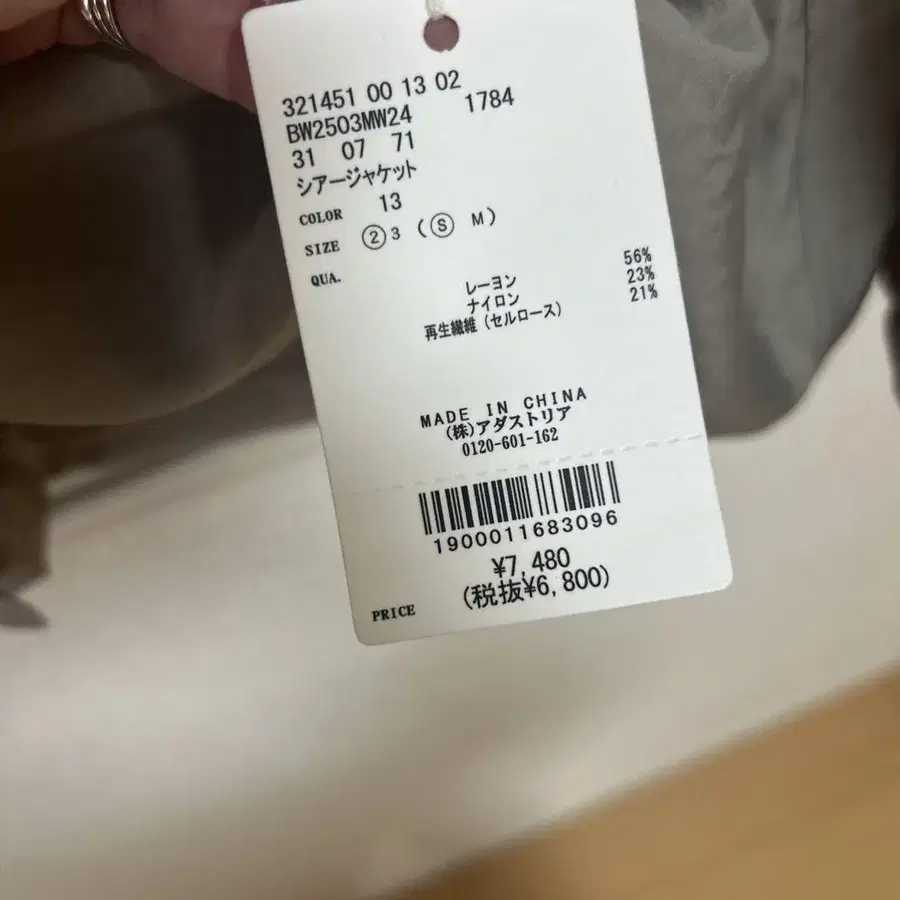 321451 00 13 02
BW2503MW24 1784
31 07 71
シアージャケット
COLOR 13
SIZE ②3 (Ⓢ M)
QUA.
レーヨン 56%
ナイロン 23%
再生繊維(セルロース) 21%
MADE IN CHINA
(株)アダストリア
0120-601-162
1900011683096
¥7,480
PRICE (税抜¥6,800)